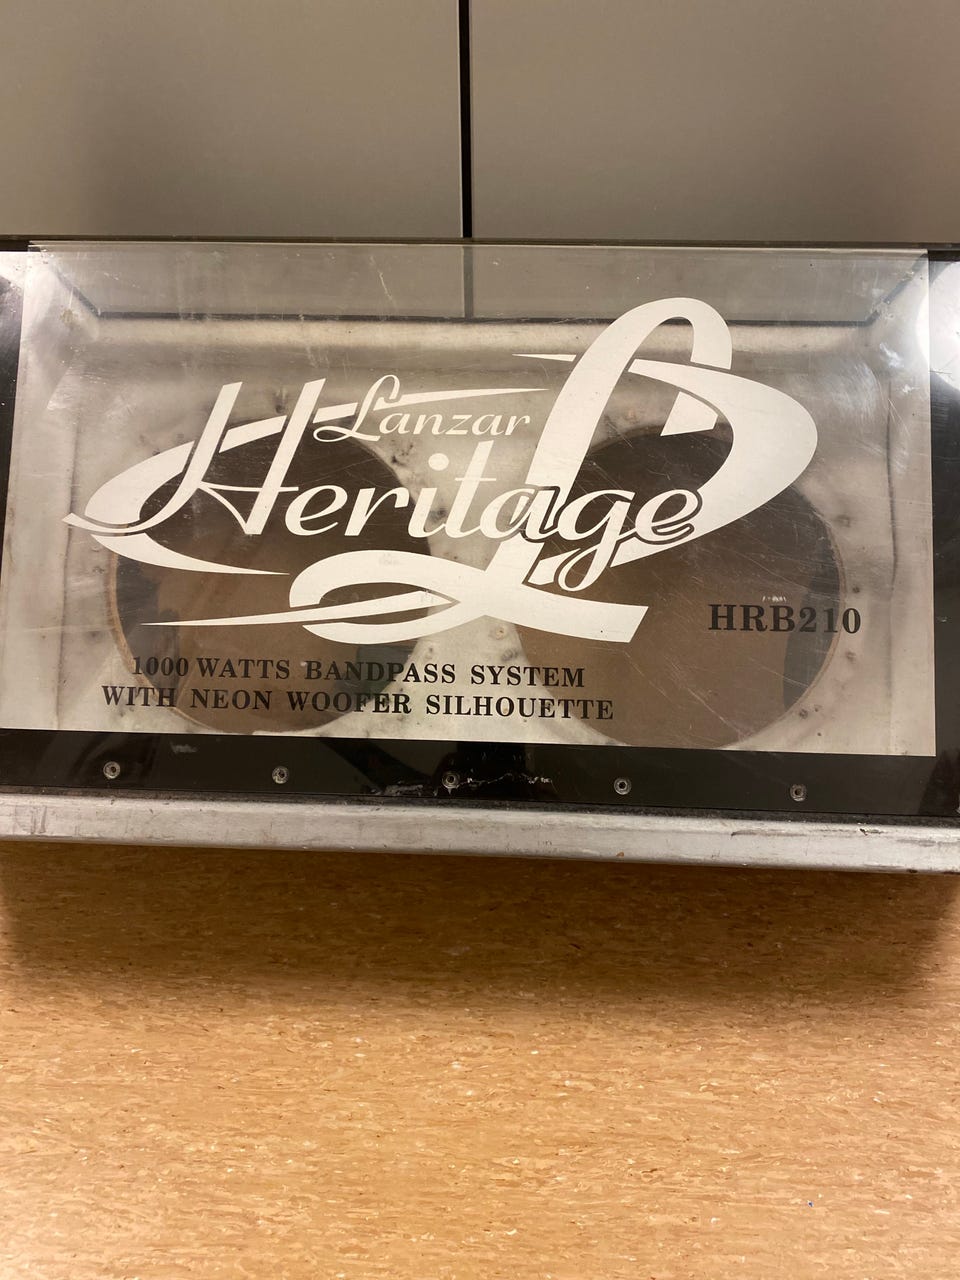 Lanzar
Heritage
HRB210
1000 WATTS BANDPASS SYSTEM
WITH NEON WOOFER SILHOUETTE